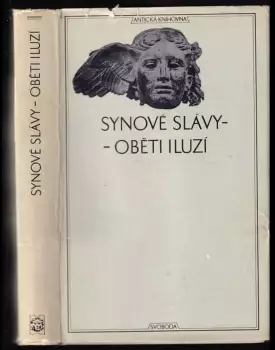 SYNOVÉ SLÁVY - OBĚTI ILUZÍ
ANTICKÁ KNIHOVNA
SYNOVÉ SLÁVY-
- OBĚTI ILUZÍ
SVOBODA